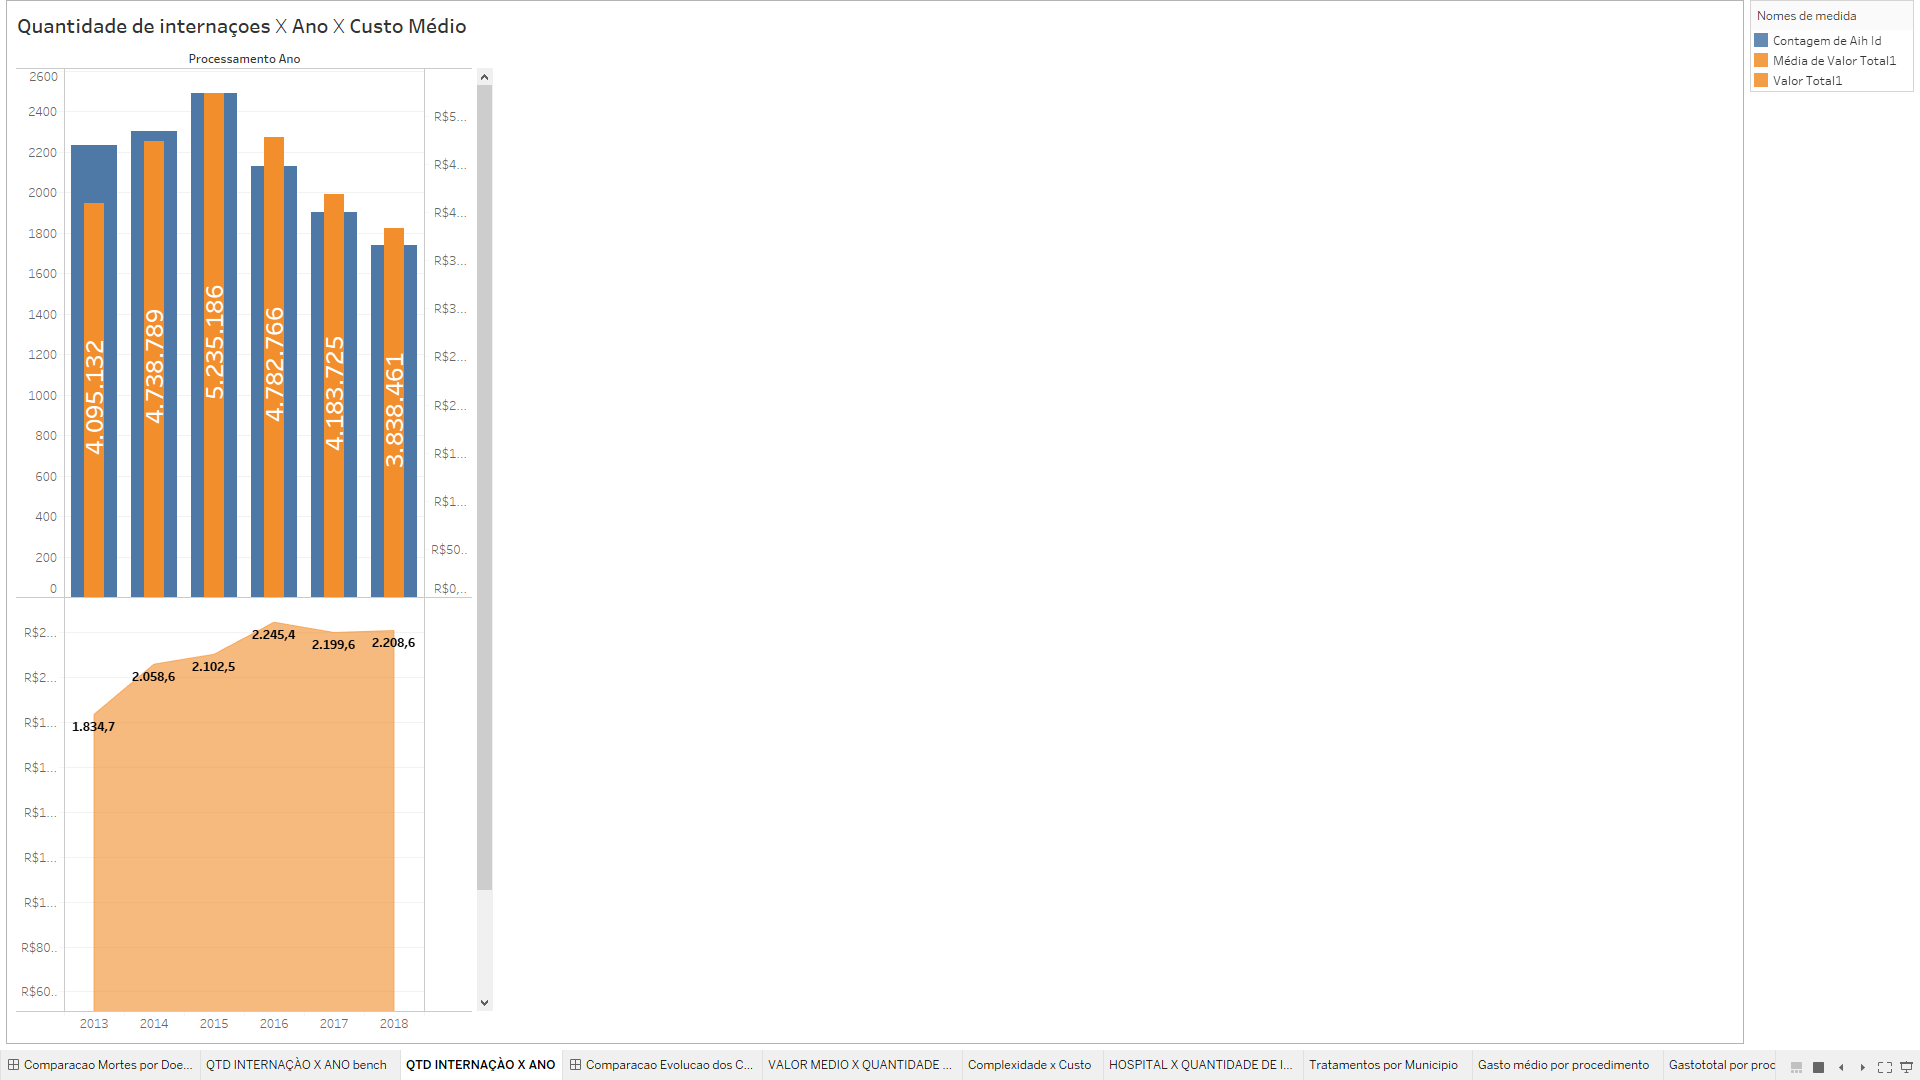 Quantidade de internaçoes X Ano X Custo Médio
Processamento Ano
2600
2400
2200
2000
1800
1600
1400
1200
1000
800
600
400
200
0
4.095.132
4.738.789
5.235.186
4.782.766
4.183.725
3.838.461
R$5...
R$4...
R$4...
R$3...
R$3...
R$2...
R$2...
R$1...
R$1...
R$50..
R$0,..
R$2...
R$2...
R$1...
R$1...
R$1...
R$1...
R$1...
R$80..
R$60..
1.834,7
2.058,6
2.102,5
2.245,4
2.199,6
2.208,6
2013 2014 2015 2016 2017 2018
Nomes de medida
Contagem de Aih Id
Média de Valor Total1
Valor Total1
Comparacao Mortes por Doe...
QTD INTERNAÇÀO X ANO bench
QTD INTERNAÇÀO X ANO
Comparacao Evolucao dos C...
VALOR MEDIO X QUANTIDADE ...
Complexidade x Custo
HOSPITAL X QUANTIDADE DE I...
Tratamentos por Municipio
Gasto médio por procedimento
Gastototal por proc